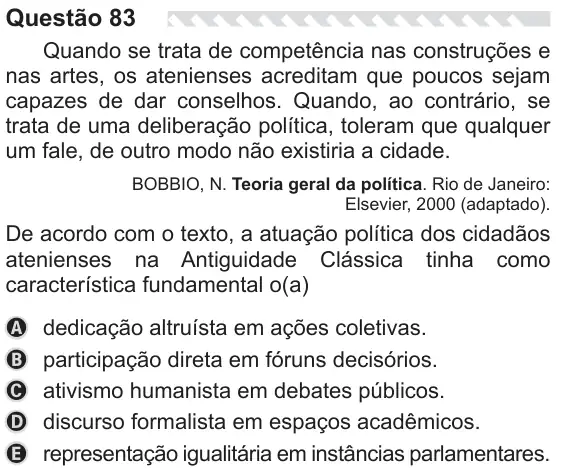 Questão 83
Quando se trata de competência nas construções e
nas artes, os atenienses acreditam que poucos sejam
capazes de dar conselhos. Quando, ao contrário, se
trata de uma deliberação política, toleram que qualquer
um fale, de outro modo não existiria a cidade.
BOBBIO, N. Teoria geral da política. Rio de Janeiro:
Elsevier, 2000 (adaptado).
De acordo com o texto, a atuação política dos cidadãos
atenienses na Antiguidade Clássica tinha como
característica fundamental o(a)
A dedicação altruísta em ações coletivas.
B participação direta em fóruns decisórios.
C ativismo humanista em debates públicos.
D discurso formalista em espaços acadêmicos.
E representação igualitária em instâncias parlamentares.